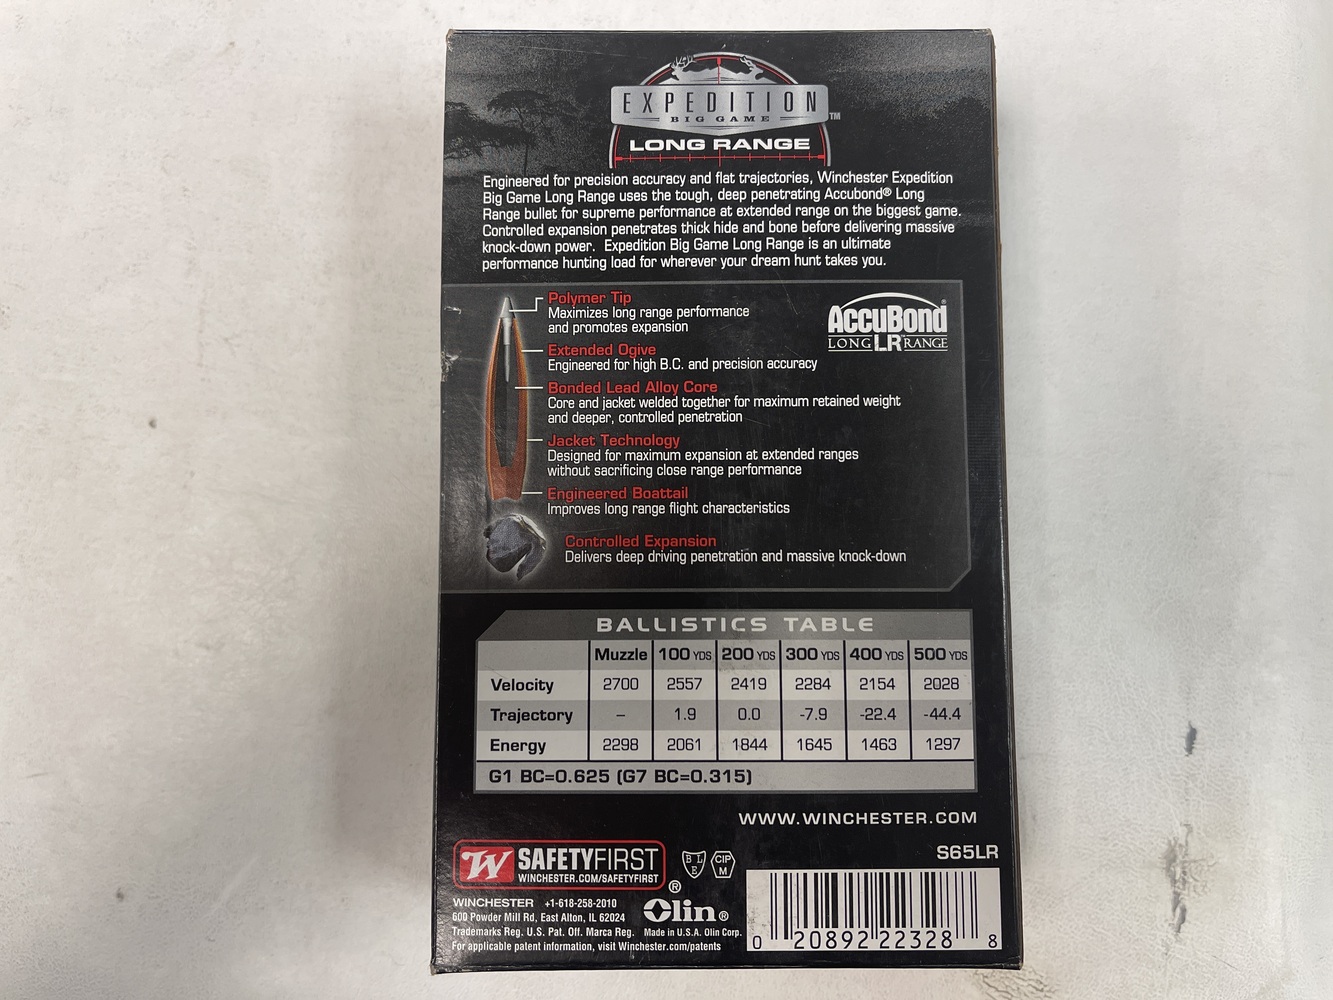 EXPEDITION
BIG GAME
TM
LONG RANGE
Engineered for precision accuracy and flat trajectories, Winchester Expedition
Big Game Long Range uses the tough, deep penetrating Accubond® Long
Range bullet for supreme performance at extended range on the biggest game.
Controlled expansion penetrates thick hide and bone before delivering massive
knock-down power. Expedition Big Game Long Range is an ultimate
performance hunting load for wherever your dream hunt takes you.
Polymer Tip
Maximizes long range performance
and promotes expansion
AccuBond®
LONG LR RANGE
Extended Ogive
Engineered for high B.C. and precision accuracy
Bonded Lead Alloy Core
Core and jacket welded together for maximum retained weight
and deeper, controlled penetration
Jacket Technology
Designed for maximum expansion at extended ranges
without sacrificing close range performance
Engineered Boattail
Improves long range flight characteristics
Controlled Expansion
Delivers deep driving penetration and massive knock-down
BALLISTICS TABLE
Muzzle 100 YDS 200 YDS 300 YDS 400 YDS 500 YDS
Velocity 2700 2557 2419 2284 2154 2028
Trajectory – 1.9 0.0 -7.9 -22.4 -44.4
Energy 2298 2061 1844 1645 1463 1297
G1 BC=0.625 (G7 BC=0.315)
WWW.WINCHESTER.COM
S65LR
W SAFETYFIRST
WINCHESTER.COM/SAFETYFIRST
®
B L E
CIP M
WINCHESTER +1-618-258-2010
600 Powder Mill Rd, East Alton, IL 62024
Trademarks Reg. U.S. Pat. Off. Marca Reg.
For applicable patent information, visit Winchester.com/patents
Olin®
Made in U.S.A. Olin Corp.
0 20892 22328 8